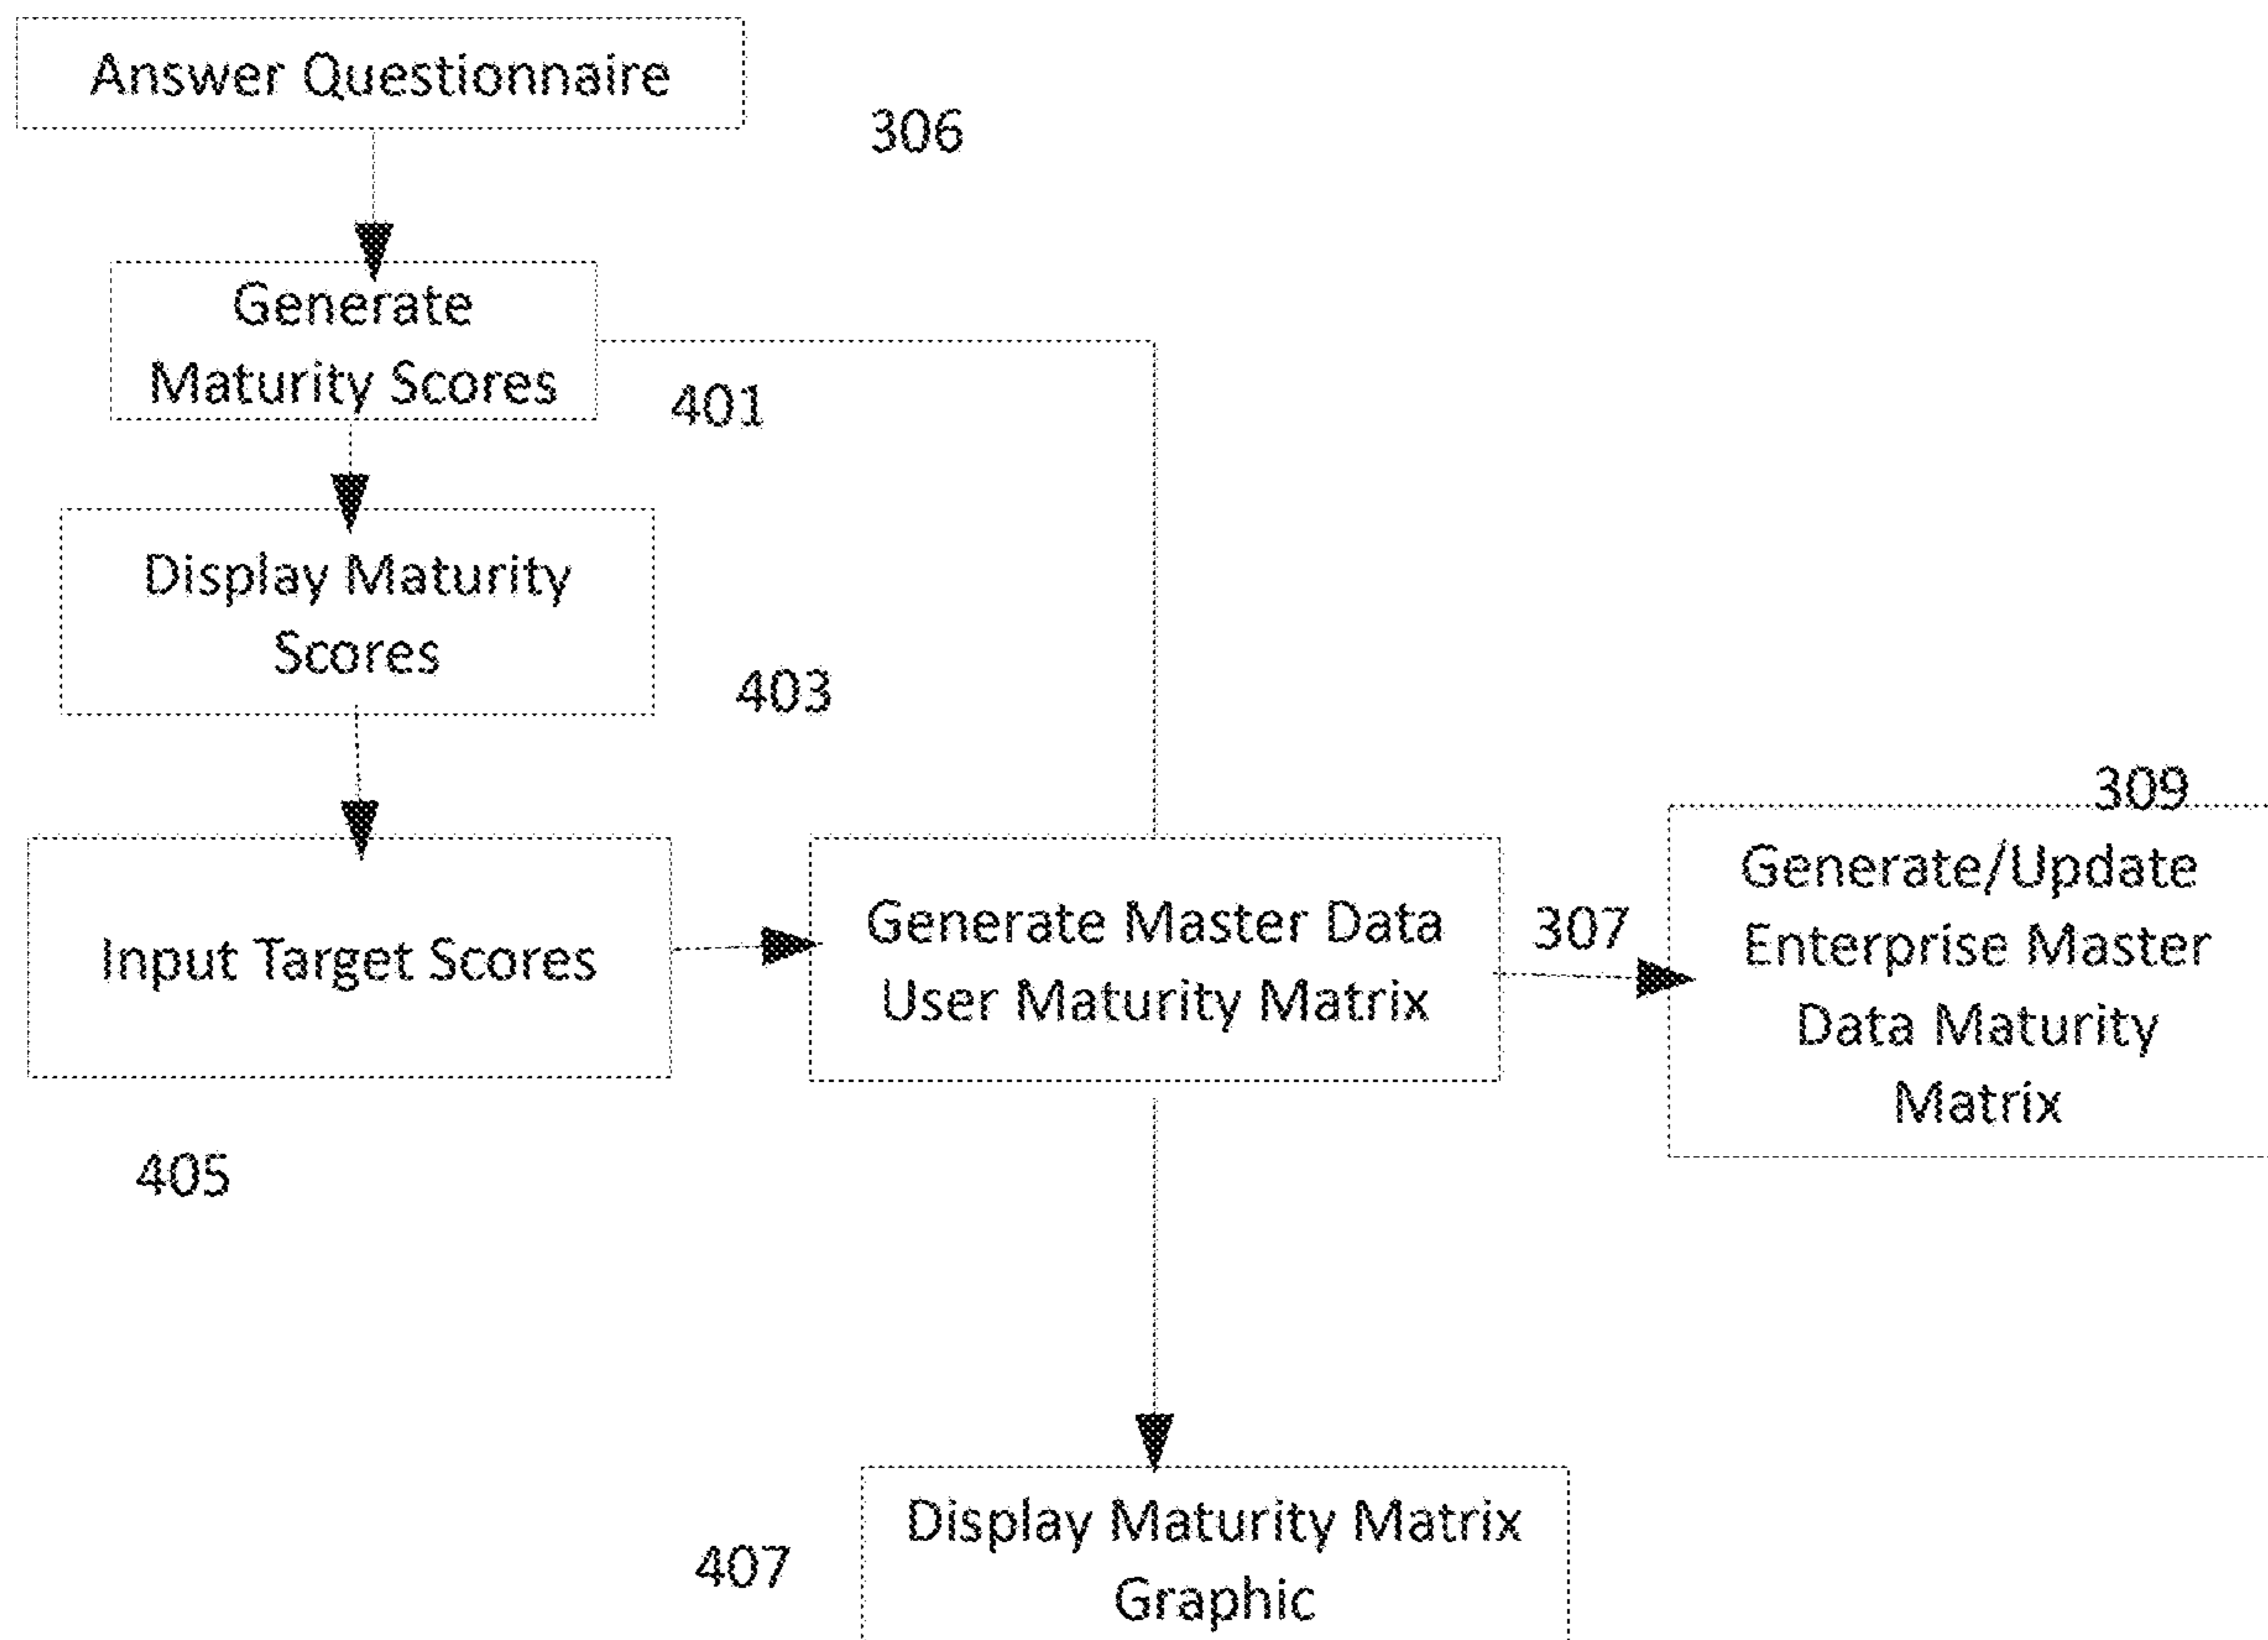 Answer Questionnaire
306
Generate
Maturity Scores
401
Display Maturity
Scores
403
Input Target Scores
405
Generate Master Data
User Maturity Matrix
307
309
Generate/Update
Enterprise Master
Data Maturity
Matrix
407
Display Maturity Matrix
Graphic